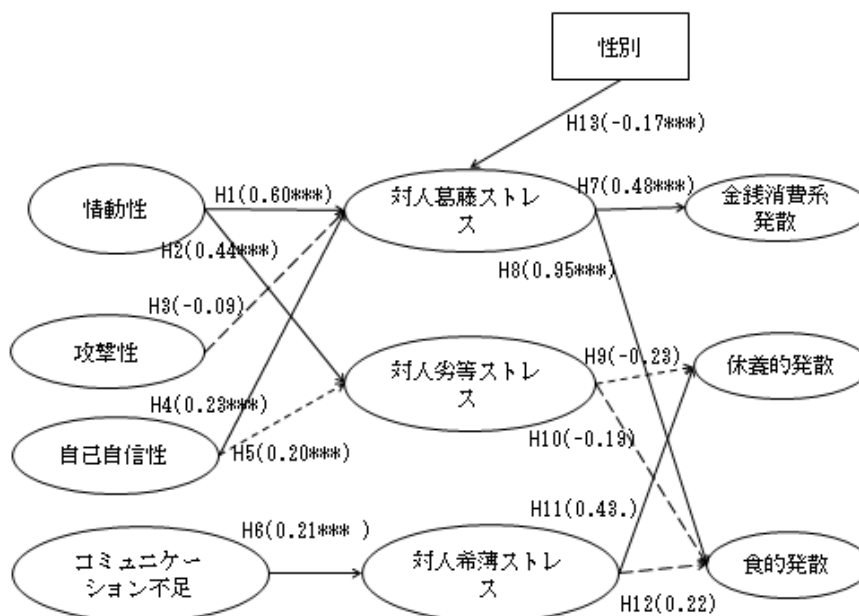 性別
H13(-0.17***)
情動性
H1(0.60***)
対人葛藤ストレ
ス
H7(0.48***)
金銭消費系
発散
H2(0.44***)
H8(0.95***)
H3(-0.09)
攻撃性
対人劣等ストレ
ス
H9(-0.23)
休養的発散
H4(0.23***)
自己自信性
H5(0.20***)
H10(-0.19)
H11(0.43.)
H6(0.21*** )
コミュニケー
ション不足
対人希薄ストレ
ス
食的発散
H12(0.22)